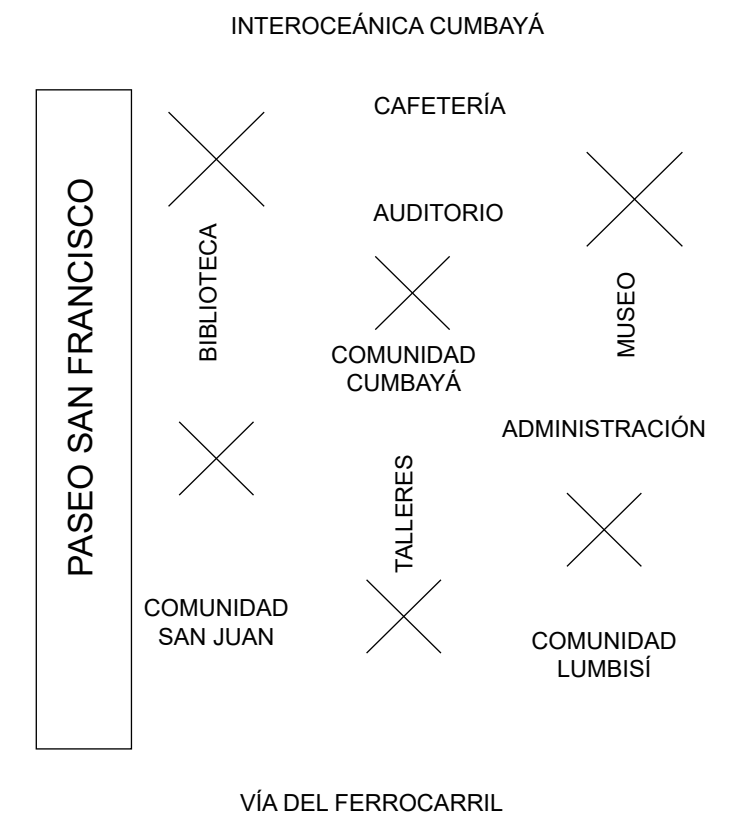 INTEROCEÁNICA CUMBAYÁ
CAFETERÍA
PASEO SAN FRANCISCO
AUDITORIO
BIBLIOTECA
MUSEO
COMUNIDAD
CUMBAYÁ
ADMINISTRACIÓN
TALLERES
COMUNIDAD
SAN JUAN
COMUNIDAD
LUMBISÍ
VÍA DEL FERROCARRIL